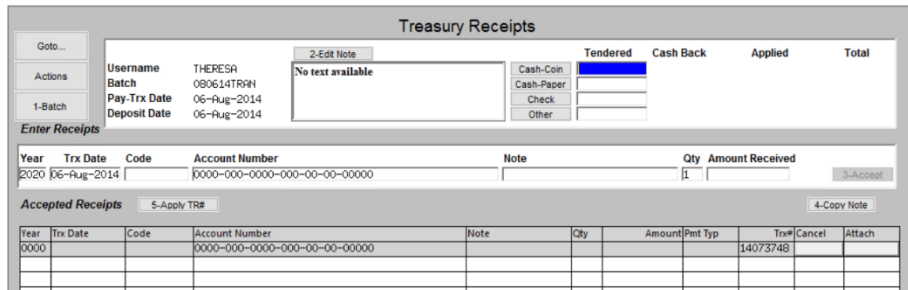 Treasury Receipts
Goto...
2-Edit Note
Tendered Cash Back Applied Total
Username THERESA
No text available
Cash-Coin
Actions
Batch 080614TRAN
Cash-Paper
1-Batch
Pay-Trx Date 06-Aug-2014
Check
Deposit Date 06-Aug-2014
Other
Enter Receipts
Year Trx Date Code Account Number Note Qty Amount Received
2020 06-Aug-2014 0000-000-0000-000-00-00-00000 1 3-Accept
Accepted Receipts 5-Apply TR# 4-Copy Note
Year Trx Date Code Account Number Note Qty Amount Pmt Typ Trx# Cancel Attach
0000 0000-000-0000-000-00-00-00000 14073748